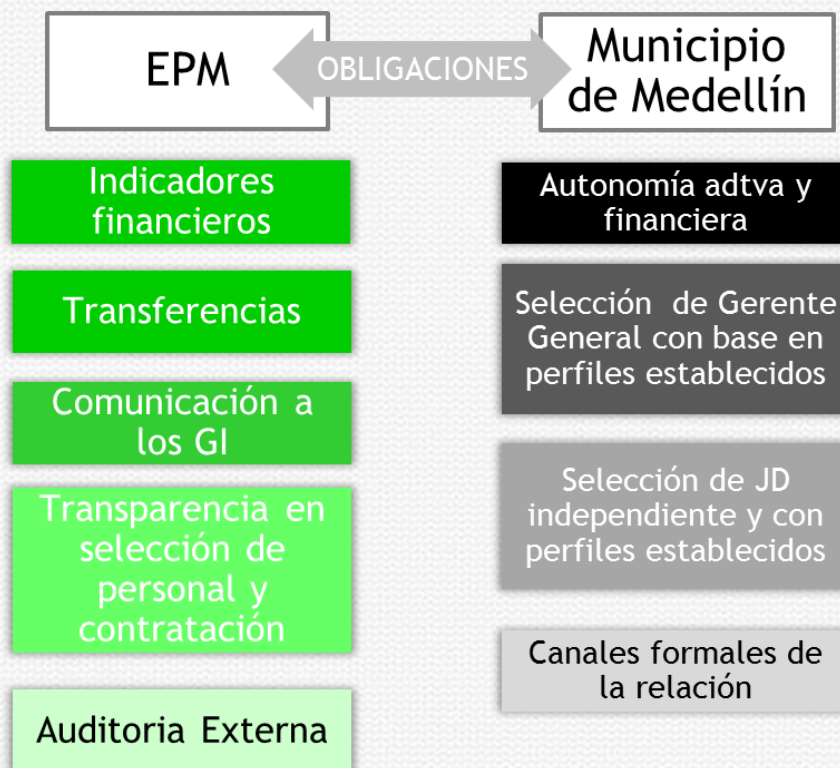 EPM
OBLIGACIONES
Municipio
de Medellín
Indicadores
financieros
Transferencias
Comunicación a
los GI
Transparencia en
selección de
personal y
contratación
Auditoria Externa
Autonomía adtva y
financiera
Selección de Gerente
General con base en
perfiles establecidos
Selección de JD
independiente y con
perfiles establecidos
Canales formales de
la relación